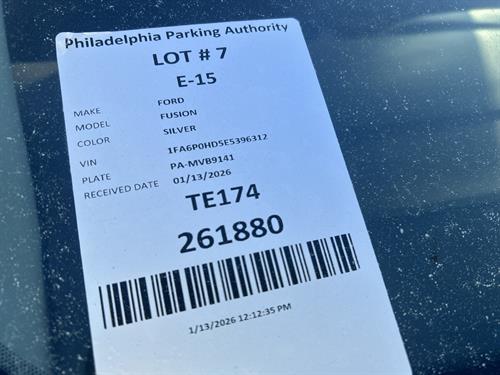 Philadelphia Parking Authority
LOT # 7
E-15
MAKE FORD
MODEL FUSION
COLOR SILVER
VIN 1FA6P0HD5E5396312
PLATE PA-MVB9141
RECEIVED DATE 01/13/2026
TE174
261880
1/13/2026 12:12:35 PM